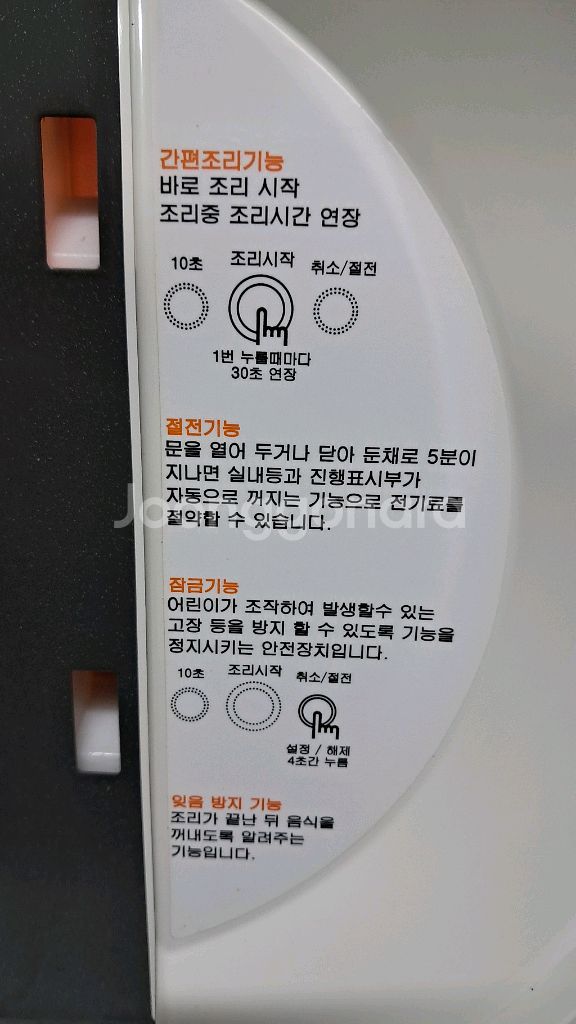 간편조리기능
바로 조리 시작
조리중 조리시간 연장
10초 조리시작 취소/절전
1번 누를때마다
30초 연장
절전기능
문을 열어 두거나 닫아 둔채로 5분이
지나면 실내등과 진행표시부가
자동으로 꺼지는 기능으로 전기료를
절약할 수 있습니다.
Joonggonara
잠금기능
어린이가 조작하여 발생할수 있는
고장 등을 방지 할 수 있도록 기능을
정지시키는 안전장치입니다.
10초 조리시작 취소/절전
설정 / 해제
4초간 누름
잊음 방지 기능
조리가 끝난 뒤 음식을
꺼내도록 알려주는
기능입니다.